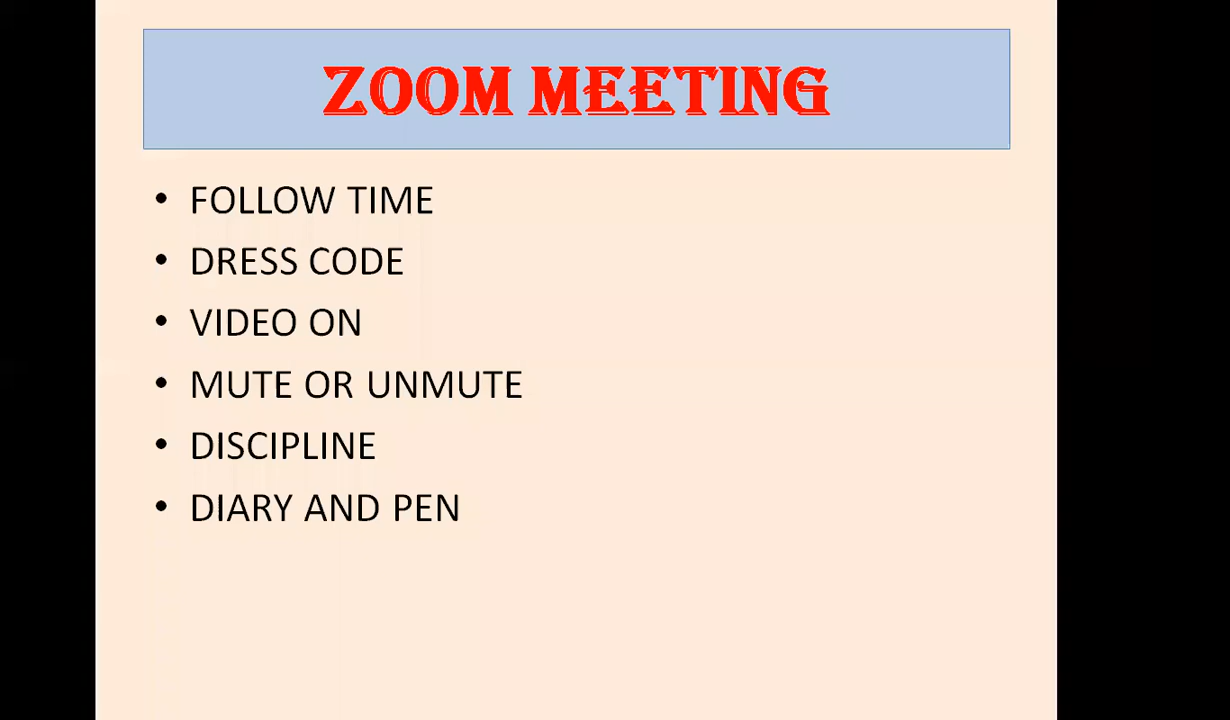 ZOOM MEETING
• FOLLOW TIME
• DRESS CODE
• VIDEO ON
• MUTE OR UNMUTE
• DISCIPLINE
• DIARY AND PEN